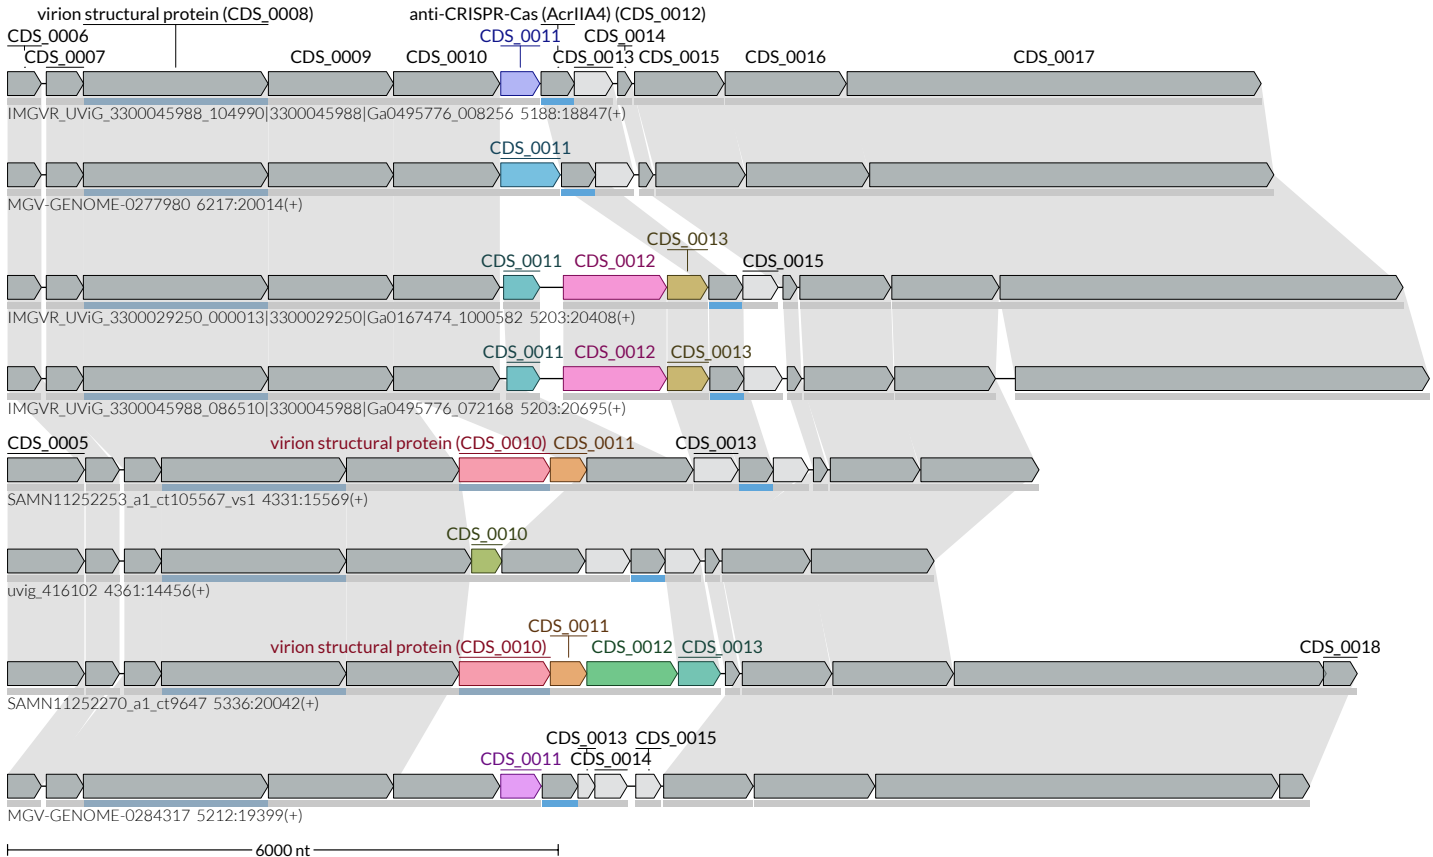 virion structural protein (CDS_0008) anti-CRISPR-Cas (AcrIIA4) (CDS_0012)
CDS_0006 CDS_0011 CDS_0014
CDS_0007 CDS_0009 CDS_0010 CDS_0013 CDS_0015 CDS_0016 CDS_0017
IMGVR_UViG_3300045988_104990|3300045988|Ga0495776_008256 5188:18847(+)
CDS_0011
MGV-GENOME-0277980 6217:20014(+)
CDS_0013
CDS_0011 CDS_0012 CDS_0015
IMGVR_UViG_3300029250_000013|3300029250|Ga0167474_1000582 5203:20408(+)
CDS_0011 CDS_0012 CDS_0013
IMGVR_UViG_3300045988_086510|3300045988|Ga0495776_072168 5203:20695(+)
CDS_0005 virion structural protein (CDS_0010) CDS_0011 CDS_0013
SAMN11252253_a1_ct105567_vs1 4331:15569(+)
CDS_0010
uvig_416102 4361:14456(+)
CDS_0011
virion structural protein (CDS_0010) CDS_0012 CDS_0013 CDS_0018
SAMN11252270_a1_ct9647 5336:20042(+)
CDS_0013 CDS_0015
CDS_0011 CDS_0014
MGV-GENOME-0284317 5212:19399(+)
6000 nt